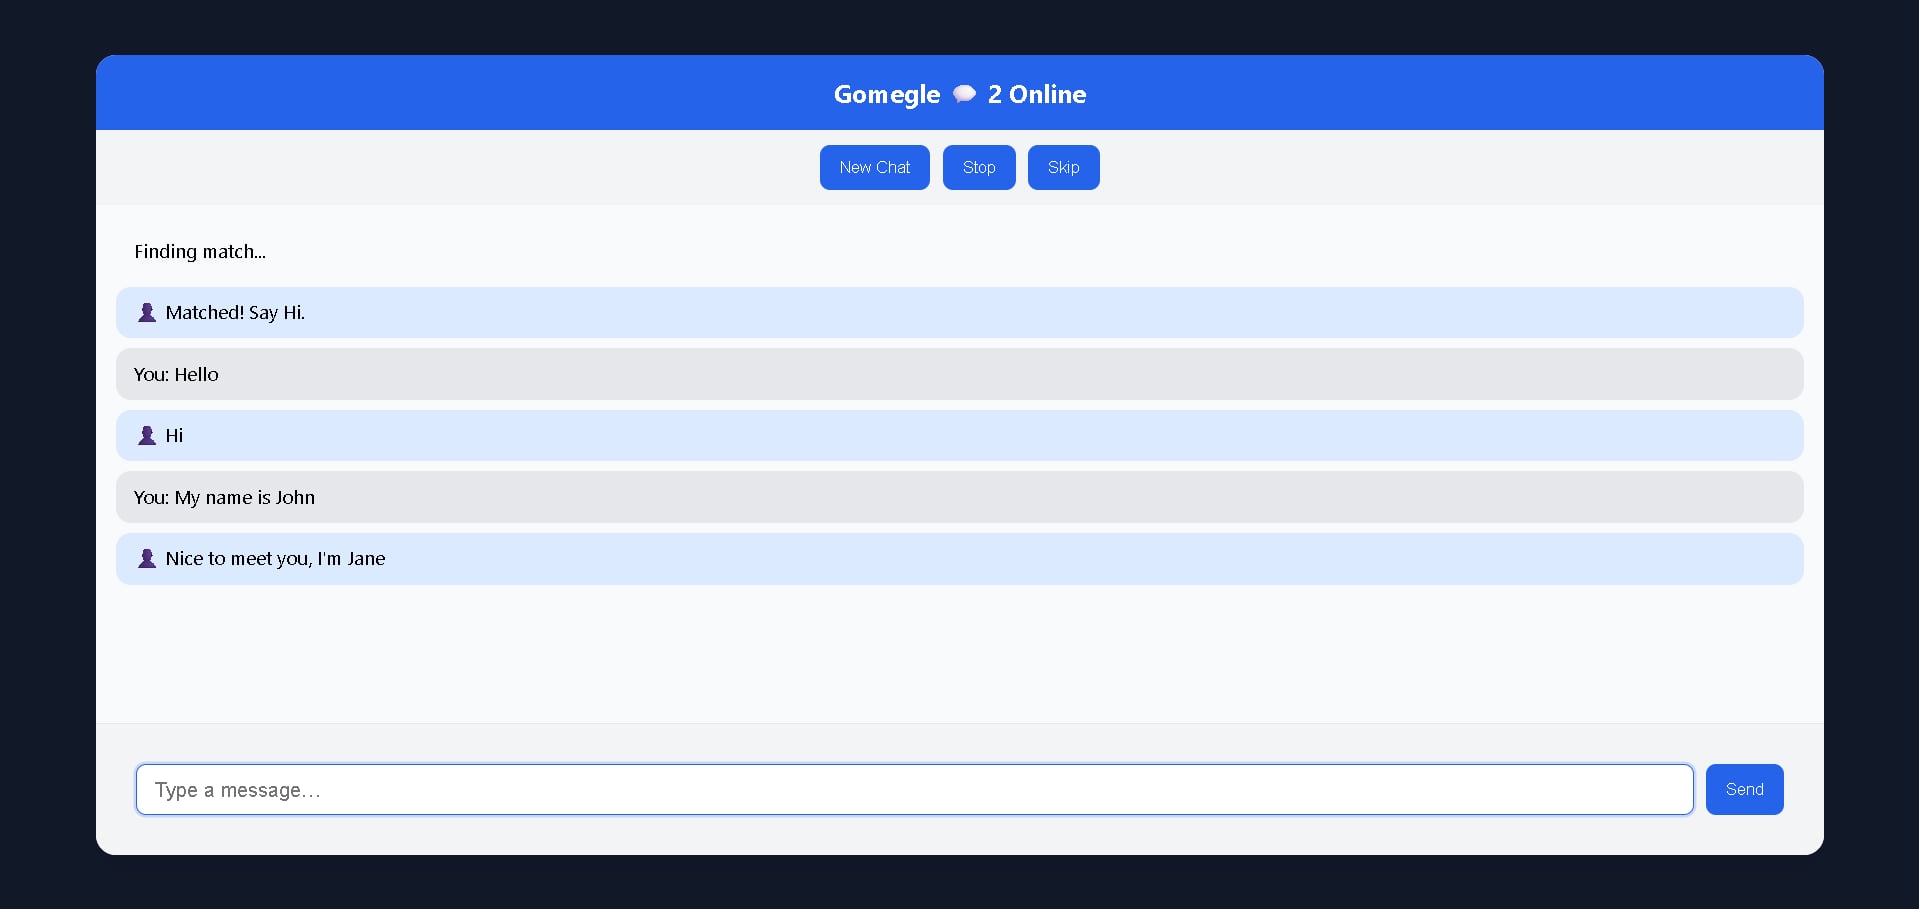 Gomegle 💬 2 Online
New Chat Stop Skip
Finding match...
👤 Matched! Say Hi.
You: Hello
👤 Hi
You: My name is John
👤 Nice to meet you, I'm Jane
Type a message...
Send